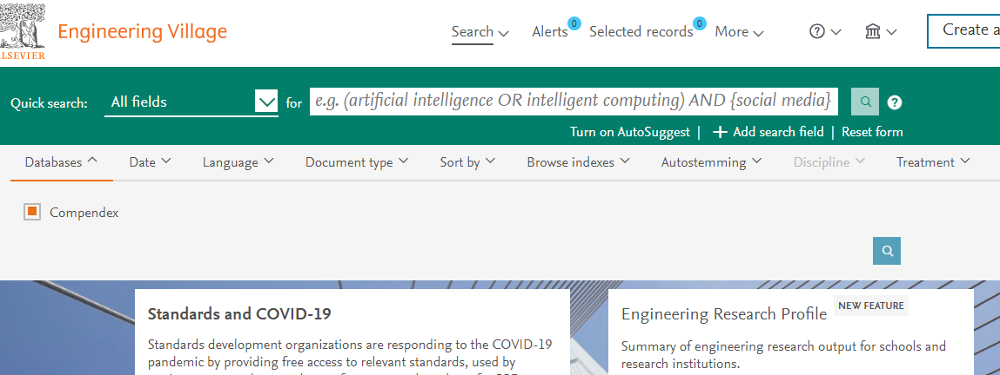 Engineering Village
ELSEVIER
Search Alerts 0 Selected records 0 More ? Create a
Quick search: All fields for e.g. (artificial intelligence OR intelligent computing) AND {social media} ?
Turn on AutoSuggest | + Add search field | Reset form
Databases Date Language Document type Sort by Browse indexes Autostemming Discipline Treatment
Compendex
Standards and COVID-19
Standards development organizations are responding to the COVID-19
pandemic by providing free access to relevant standards, used by
Engineering Research Profile NEW FEATURE
Summary of engineering research output for schools and
research institutions.